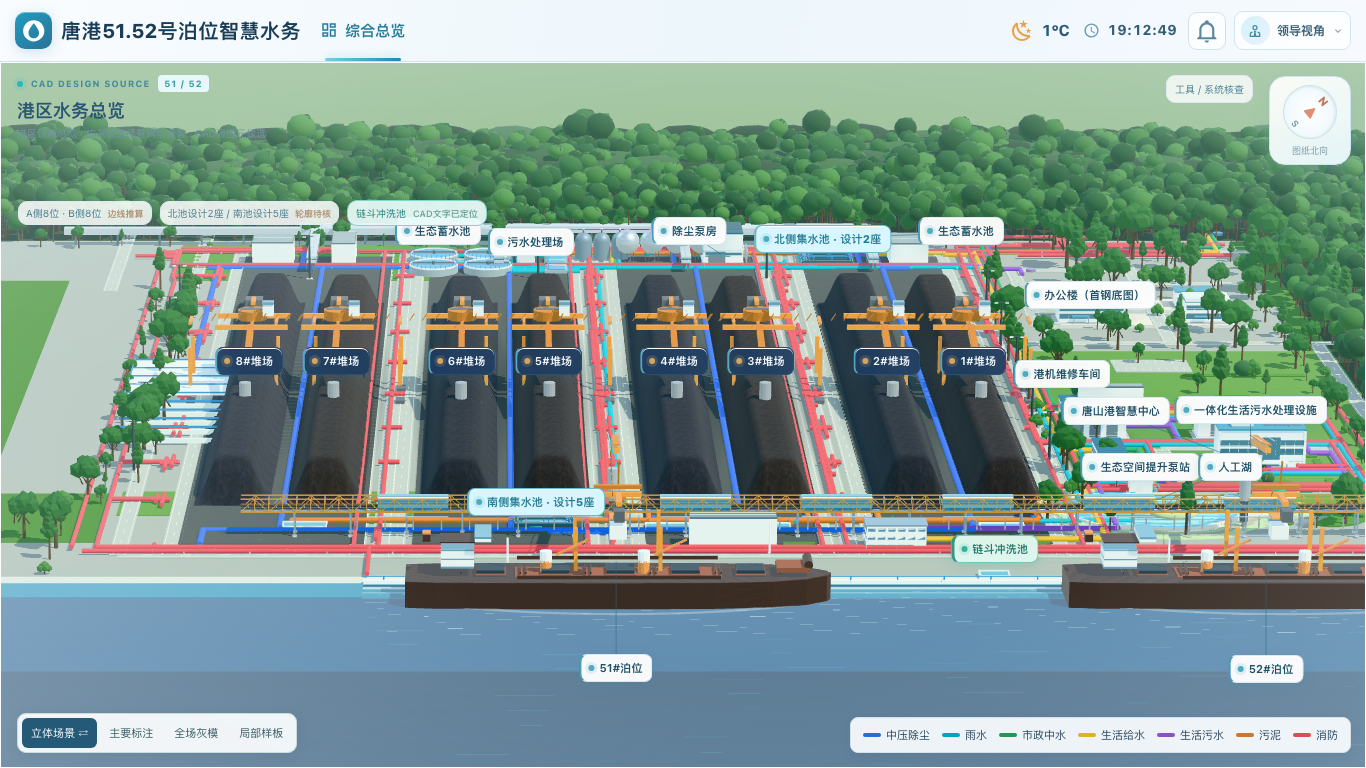 唐港51.52号泊位智慧水务
综合总览
1°C
19:12:49
领导视角
CAD DESIGN SOURCE 51 / 52
港区水务总览
工具 / 系统核查
N
S
图纸北向
A侧8位 · B侧8位 边线推算
北池设计2座 / 南池设计5座 轮廓待核
链斗冲洗池 CAD文字已定位
生态蓄水池
污水处理场
除尘泵房
北侧集水池 · 设计2座
生态蓄水池
办公楼（首钢底图）
8#堆场
7#堆场
6#堆场
5#堆场
4#堆场
3#堆场
2#堆场
1#堆场
港机维修车间
唐山港智慧中心
一体化生活污水处理设施
生态空间提升泵站
人工湖
南侧集水池 · 设计5座
链斗冲洗池
51#泊位
52#泊位
立体场景 ⇌
主要标注
全场灰模
局部样板
中压除尘
雨水
市政中水
生活给水
生活污水
污泥
消防